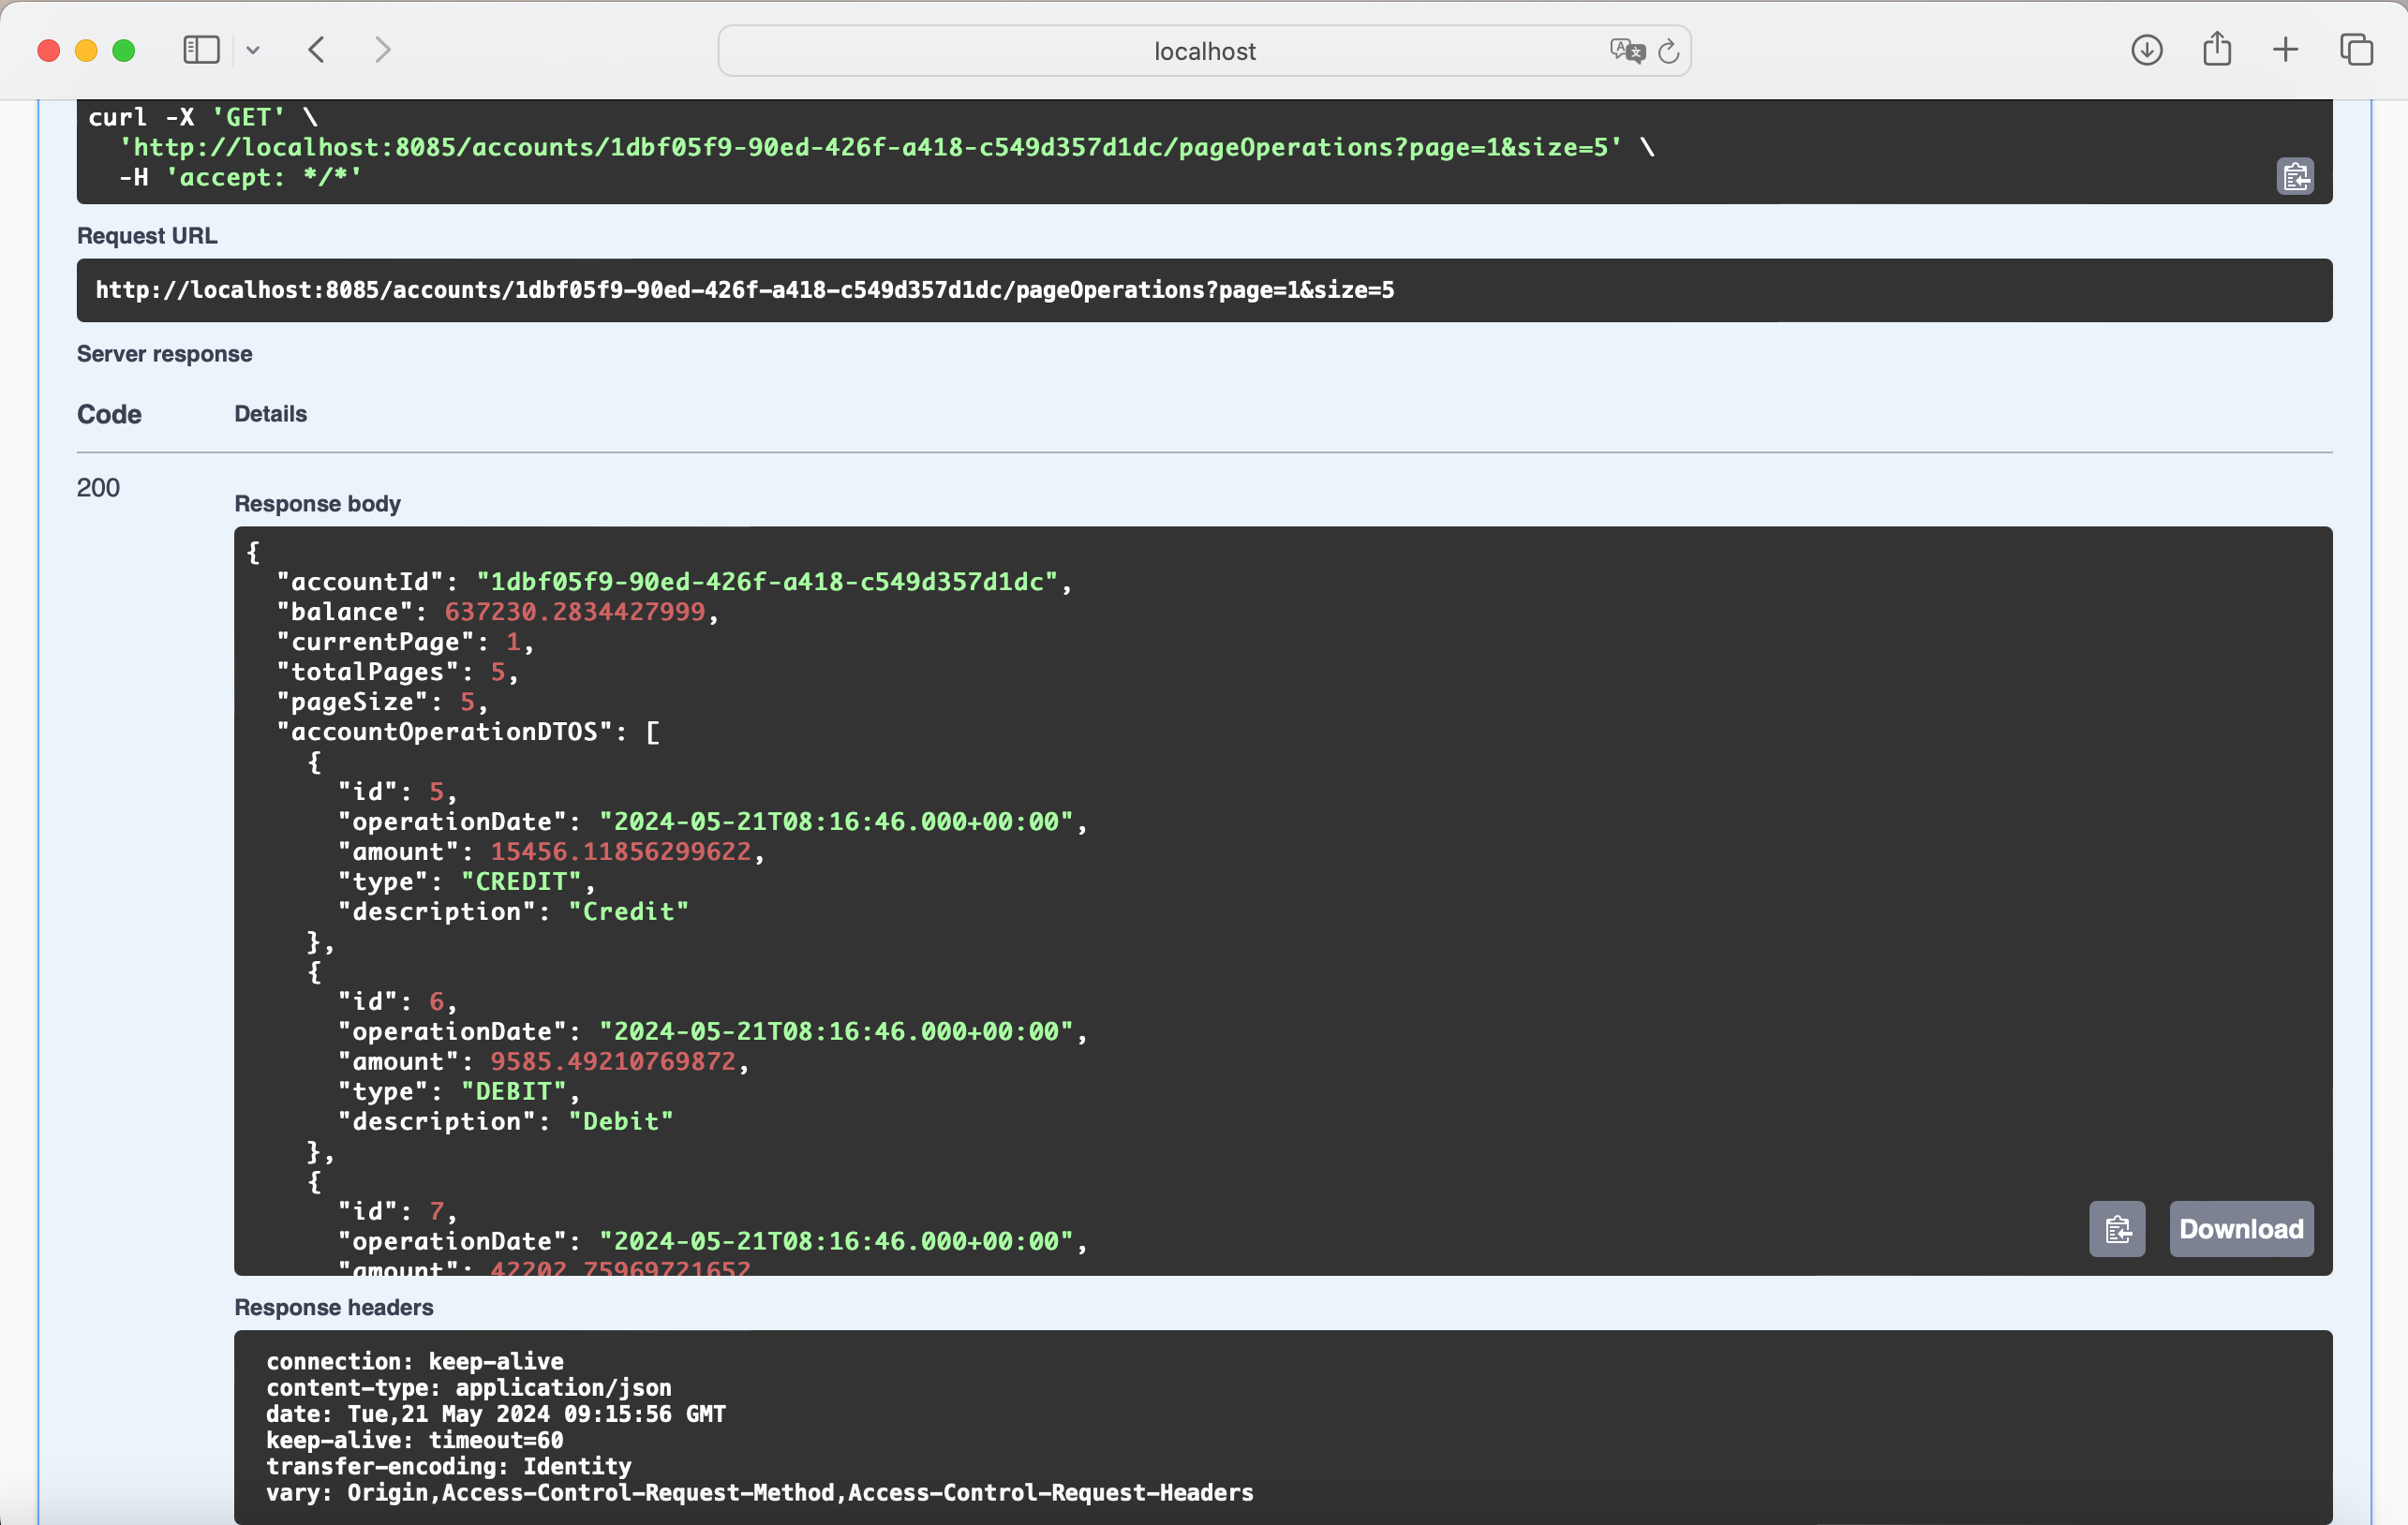 localhost
curl -X 'GET' \
  'http://localhost:8085/accounts/1dbf05f9-90ed-426f-a418-c549d357d1dc/pageOperations?page=1&size=5' \
  -H 'accept: */*'
Request URL
http://localhost:8085/accounts/1dbf05f9-90ed-426f-a418-c549d357d1dc/pageOperations?page=1&size=5
Server response
Code Details
200
Response body
{
  "accountId": "1dbf05f9-90ed-426f-a418-c549d357d1dc",
  "balance": 637230.2834427999,
  "currentPage": 1,
  "totalPages": 5,
  "pageSize": 5,
  "accountOperationDTOS": [
    {
      "id": 5,
      "operationDate": "2024-05-21T08:16:46.000+00:00",
      "amount": 15456.11856299622,
      "type": "CREDIT",
      "description": "Credit"
    },
    {
      "id": 6,
      "operationDate": "2024-05-21T08:16:46.000+00:00",
      "amount": 9585.49210769872,
      "type": "DEBIT",
      "description": "Debit"
    },
    {
      "id": 7,
      "operationDate": "2024-05-21T08:16:46.000+00:00",
      "amount": 42202.75969721652
Download
Response headers
connection: keep-alive
content-type: application/json
date: Tue,21 May 2024 09:15:56 GMT
keep-alive: timeout=60
transfer-encoding: Identity
vary: Origin,Access-Control-Request-Method,Access-Control-Request-Headers